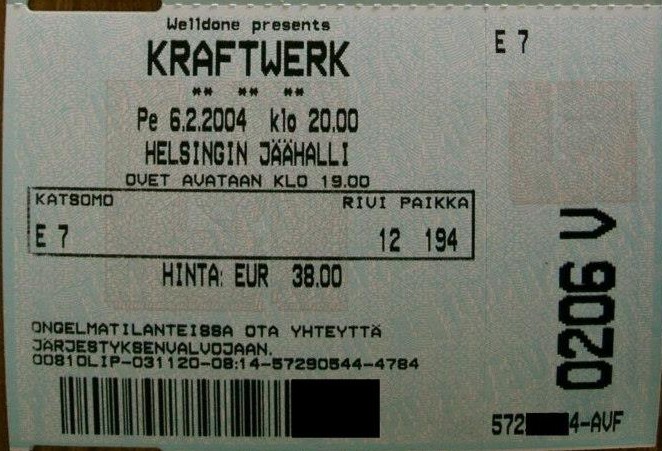 Welldone presents
KRAFTWERK
** ** **
Pe 6.2.2004 klo 20.00
HELSINGIN JÄÄHALLI
OVET AVATAAN KLO 19.00
KATSOMO RIVI PAIKKA
E 7 12 194
HINTA: EUR 38.00
ONGELMATILANTEISSA OTA YHTEYTTÄ
JÄRJESTYKSENVALVOJAAN.
0081OLIP-031120-08:14-57290544-4784
E 7
0206 V
572 4-AVF